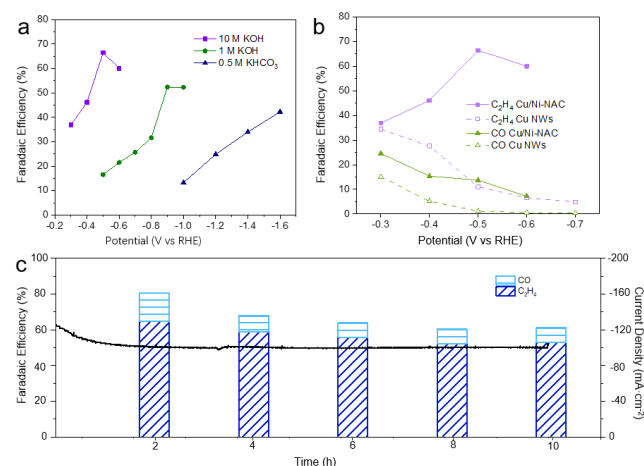 a
Faradaic Efficiency (%)
80
70
60
50
40
30
20
10
0
10 M KOH
1 M KOH
0.5 M KHCO₃
-0.2 -0.4 -0.6 -0.8 -1.0 -1.2 -1.4 -1.6
Potential (V vs RHE)
b
Faradaic Efficiency (%)
80
70
60
50
40
30
20
10
0
C₂H₄ Cu/Ni-NAC
C₂H₄ Cu NWs
CO Cu/Ni-NAC
CO Cu NWs
-0.3 -0.4 -0.5 -0.6 -0.7
Potential (V vs RHE)
c
Faradaic Efficiency (%)
100
80
60
40
20
0
CO
C₂H₄
-200
-160
-120
-80
-40
0
Current Density (mA·cm⁻²)
2 4 6 8 10
Time (h)